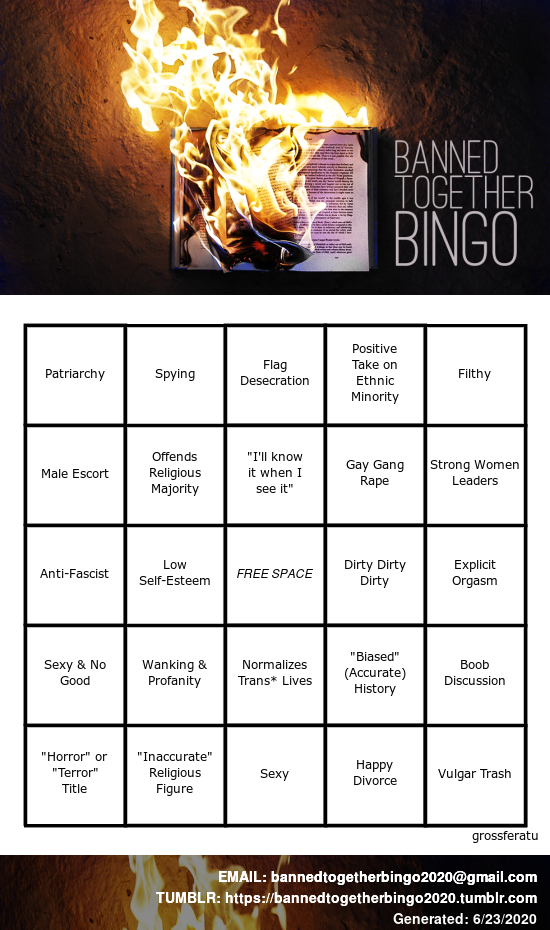 BANNED
TOGETHER
BINGO
Patriarchy
Spying
Flag
Desecration
Positive
Take on
Ethnic
Minority
Filthy
Male Escort
Offends
Religious
Majority
"I'll know
it when I
see it"
Gay Gang
Rape
Strong Women
Leaders
Anti-Fascist
Low
Self-Esteem
FREE SPACE
Dirty Dirty
Dirty
Explicit
Orgasm
Sexy & No
Good
Wanking &
Profanity
Normalizes
Trans* Lives
"Biased"
(Accurate)
History
Boob
Discussion
"Horror" or
"Terror"
Title
"Inaccurate"
Religious
Figure
Sexy
Happy
Divorce
Vulgar Trash
grossferatu
EMAIL: bannedtogetherbingo2020@gmail.com
TUMBLR: https://bannedtogetherbingo2020.tumblr.com
Generated: 6/23/2020